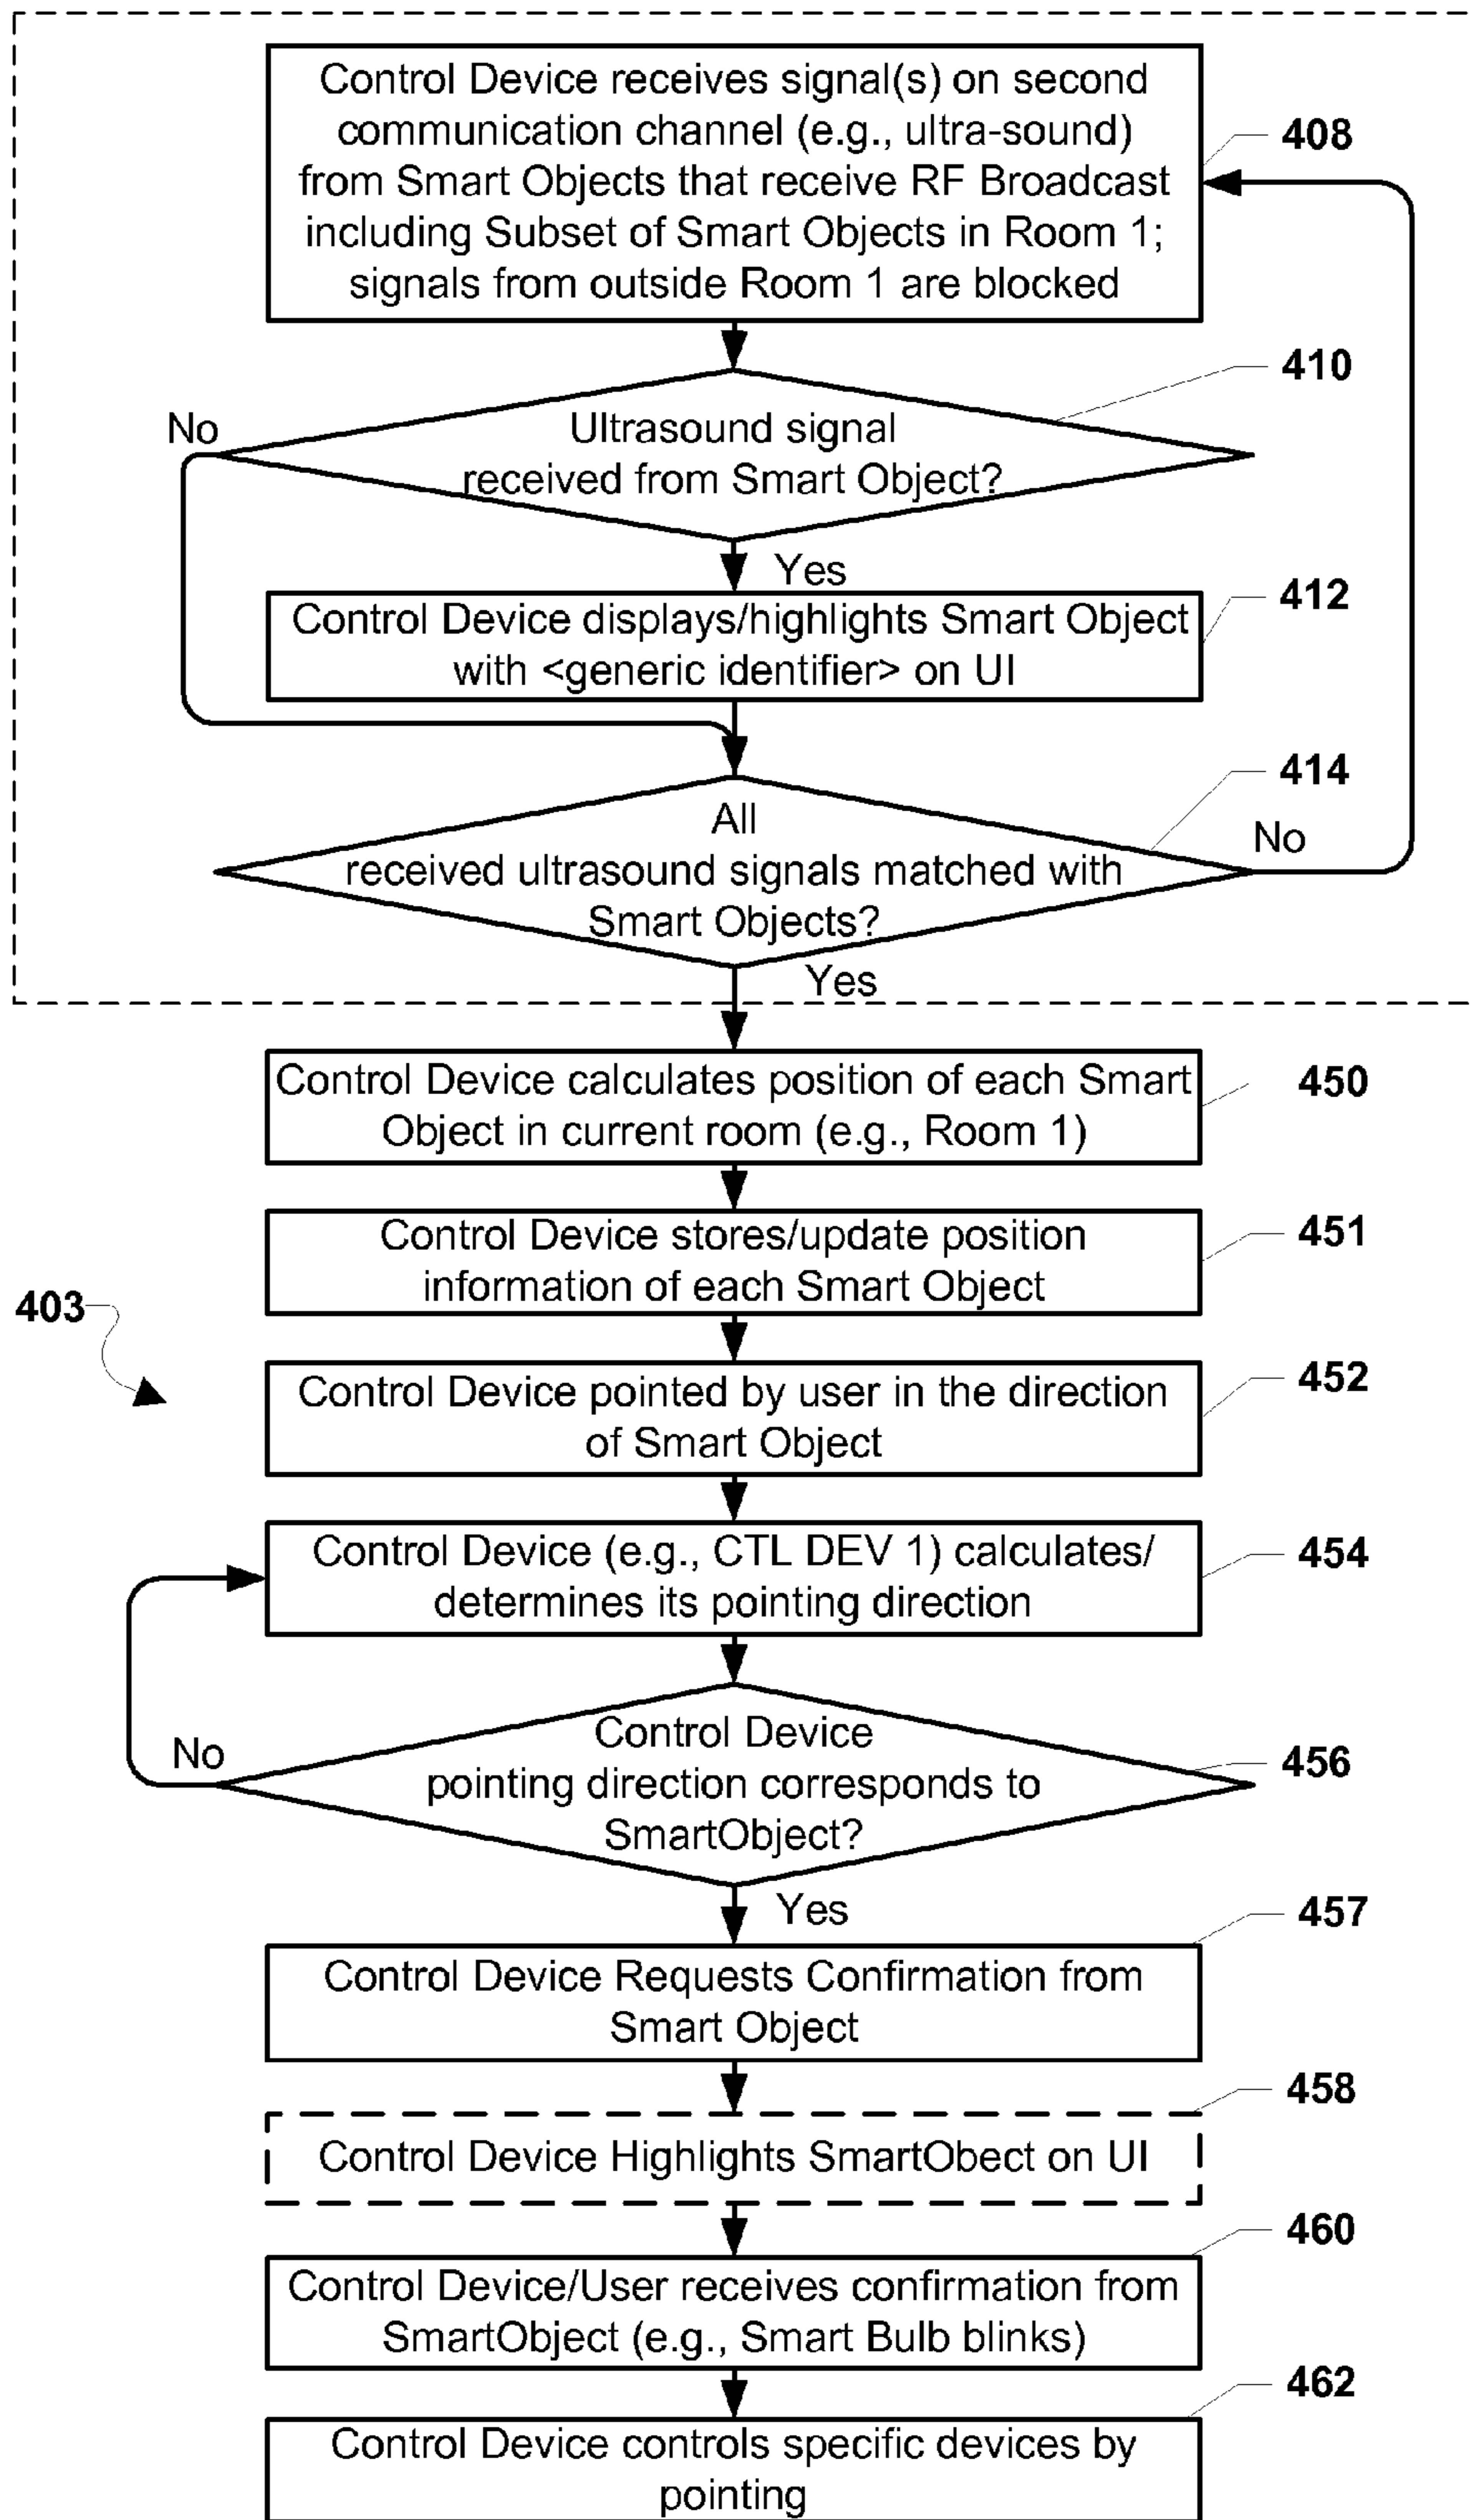 Control Device receives signal(s) on second
communication channel (e.g., ultra-sound)
from Smart Objects that receive RF Broadcast
including Subset of Smart Objects in Room 1;
signals from outside Room 1 are blocked
408
410
No
Ultrasound signal
received from Smart Object?
Yes
412
Control Device displays/highlights Smart Object
with <generic identifier> on UI
414
All
received ultrasound signals matched with
Smart Objects?
No
Yes
Control Device calculates position of each Smart
Object in current room (e.g., Room 1)
450
Control Device stores/update position
information of each Smart Object
451
403
Control Device pointed by user in the direction
of Smart Object
452
Control Device (e.g., CTL DEV 1) calculates/
determines its pointing direction
454
No
Control Device
pointing direction corresponds to
SmartObject?
456
Yes
457
Control Device Requests Confirmation from
Smart Object
458
Control Device Highlights SmartObect on UI
460
Control Device/User receives confirmation from
SmartObject (e.g., Smart Bulb blinks)
462
Control Device controls specific devices by
pointing